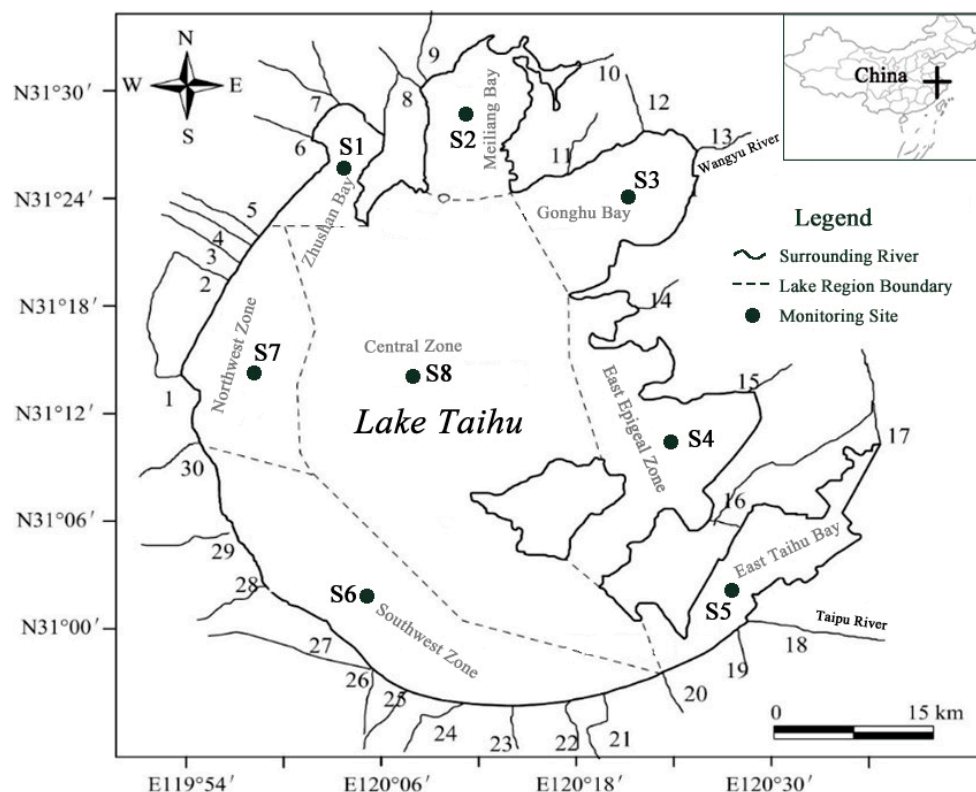 N
W
E
S
N31°30′
N31°24′
N31°18′
N31°12′
N31°06′
N31°00′
E119°54′
E120°06′
E120°18′
E120°30′
China
Legend
Surrounding River
Lake Region Boundary
Monitoring Site
9
8
7
6
10
12
11
13
Wangyu River
S1
S2
Meiliang Bay
S3
Gonghu Bay
Zhushan Bay
5
4
3
2
1
14
Northwest Zone
S7
Central Zone
S8
Lake Taihu
East Epigeal Zone
15
S4
17
16
30
29
28
27
26
25
24
23
22
21
20
19
18
East Taihu Bay
S5
Taipu River
S6
Southwest Zone
0
15 km